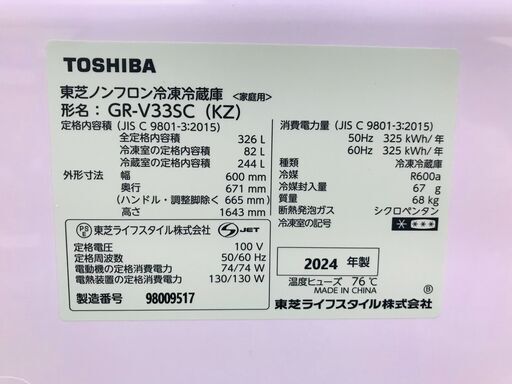 TOSHIBA
東芝ノンフロン冷凍冷蔵庫 <家庭用>
形名: GR-V33SC (KZ)
定格内容積 (JIS C 9801-3:2015)
全定格内容積 326 L
冷凍室の定格内容積 82 L
冷蔵室の定格内容積 244 L
外形寸法 幅 600 mm
奥行 671 mm
(ハンドル・調整脚除く 665 mm)
高さ 1643 mm
消費電力量 (JIS C 9801-3:2015)
50Hz 325 kWh/年
60Hz 325 kWh/年
種類 冷凍冷蔵庫
冷媒 R600a
冷媒封入量 67 g
質量 68 kg
断熱発泡ガス シクロペンタン
冷凍室の記号
PS E 東芝ライフスタイル株式会社 JET
定格電圧 100 V
定格周波数 50/60 Hz
電動機の定格消費電力 74/74 W
電熱装置の定格消費電力 130/130 W
製造番号 98009517
2024 年製
温度ヒューズ 76℃
MADE IN CHINA
B
東芝ライフスタイル株式会社